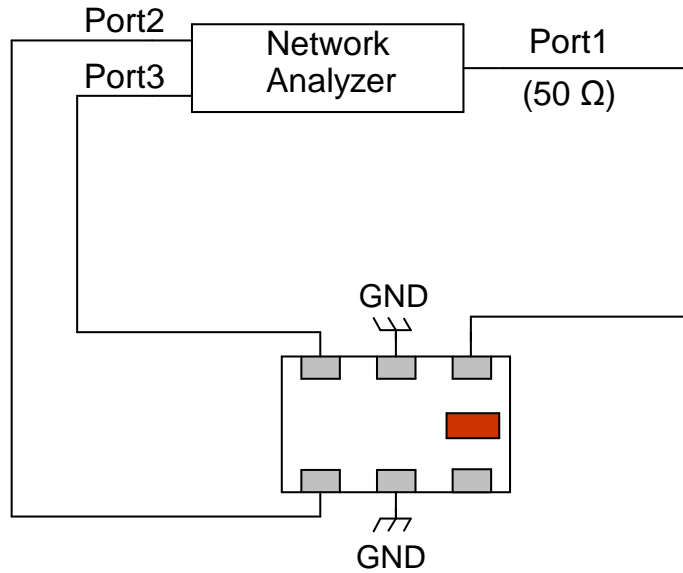 Port2
Network
Analyzer
Port1
Port3
(50 Ω)
GND
GND